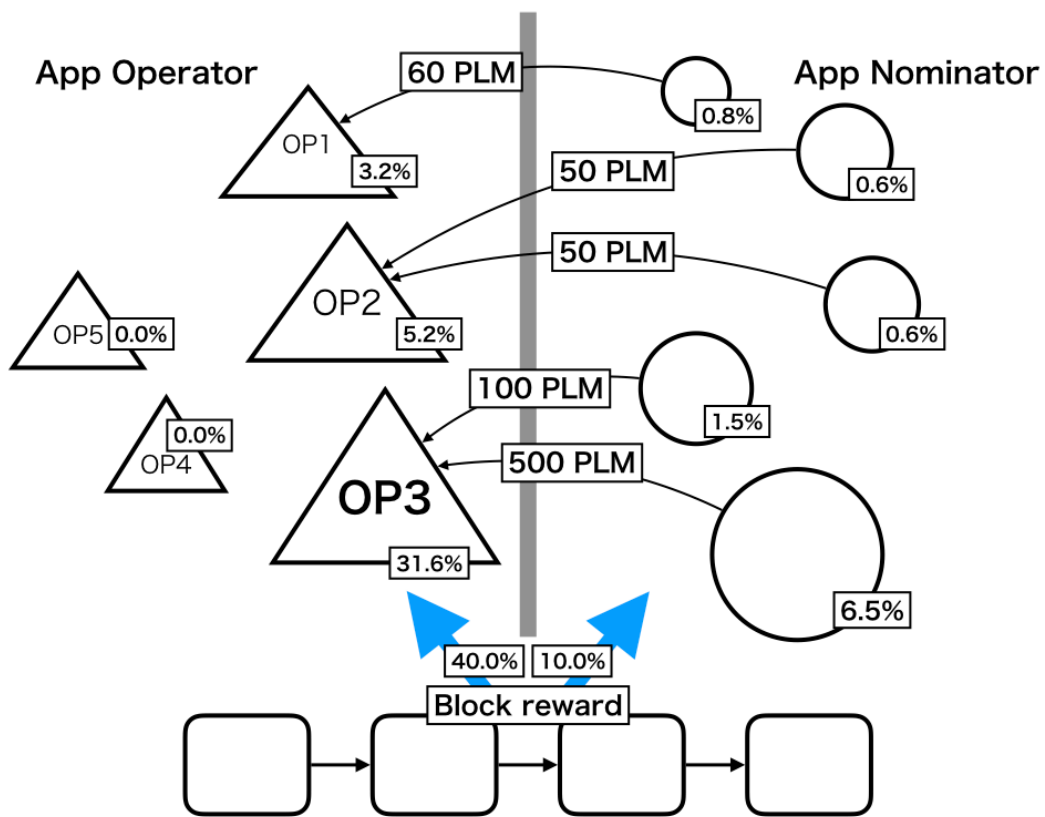 App Operator
App Nominator
60 PLM
0.8%
OP1
3.2%
50 PLM
0.6%
50 PLM
OP2
5.2%
0.6%
OP5
0.0%
100 PLM
1.5%
0.0%
OP4
500 PLM
OP3
31.6%
6.5%
40.0%
10.0%
Block reward